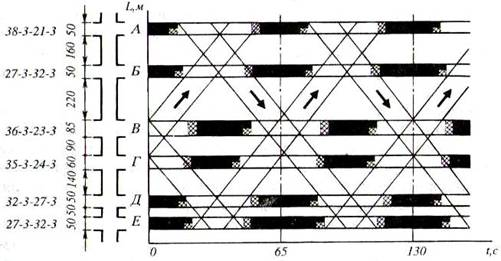 L, м
38-3-21-3 50 А
160
27-3-32-3 50 Б
220
36-3-23-3 85 В
90
35-3-24-3 60 Г
140
32-3-27-3 50 Д
50
27-3-32-3 50 Е
0 65 130 t,c